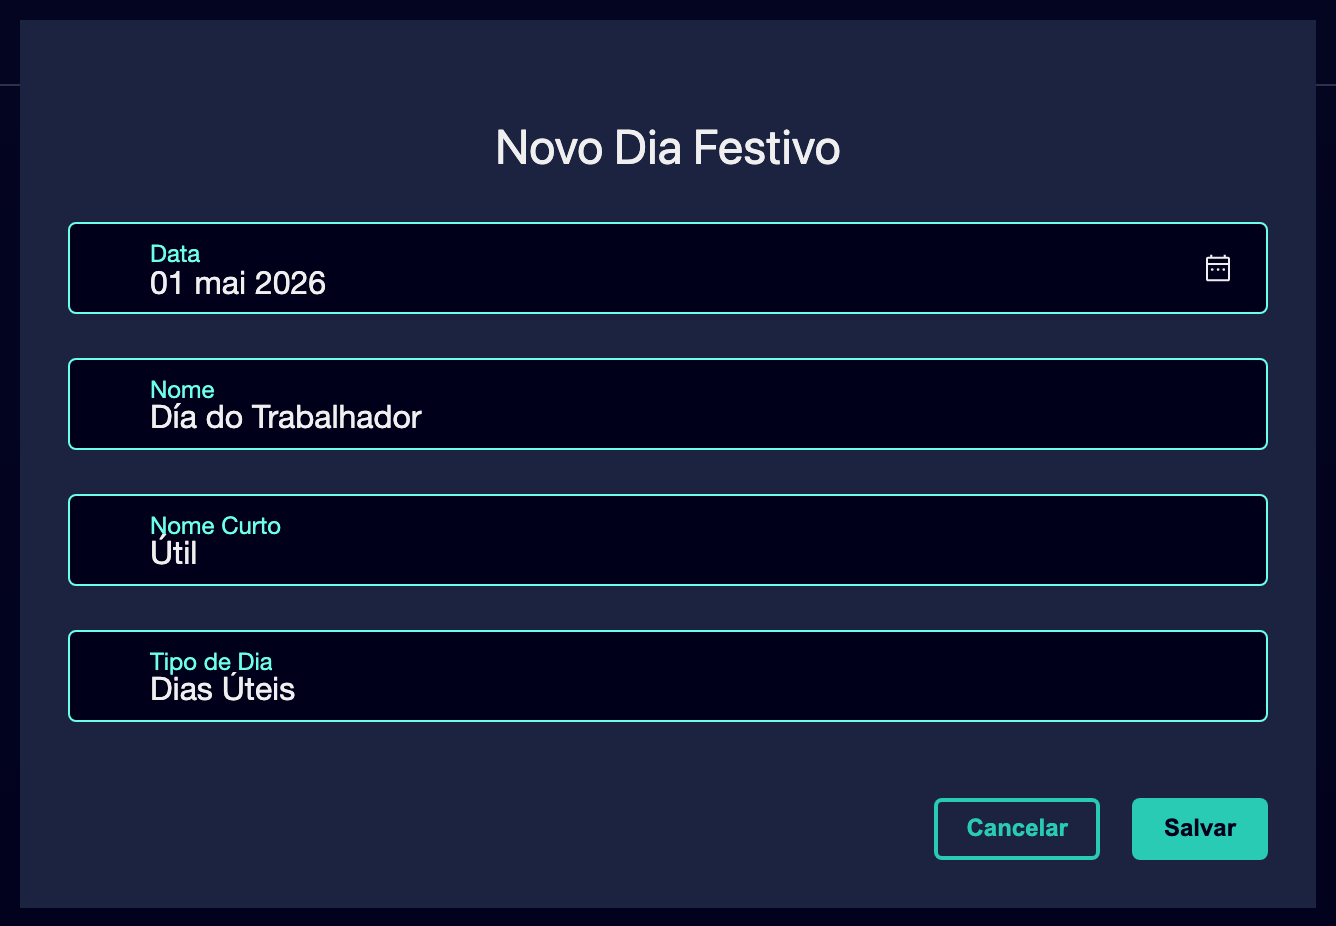 Novo Dia Festivo
Data
01 mai 2026
Nome
Día do Trabalhador
Nome Curto
Útil
Tipo de Dia
Dias Úteis
Cancelar
Salvar